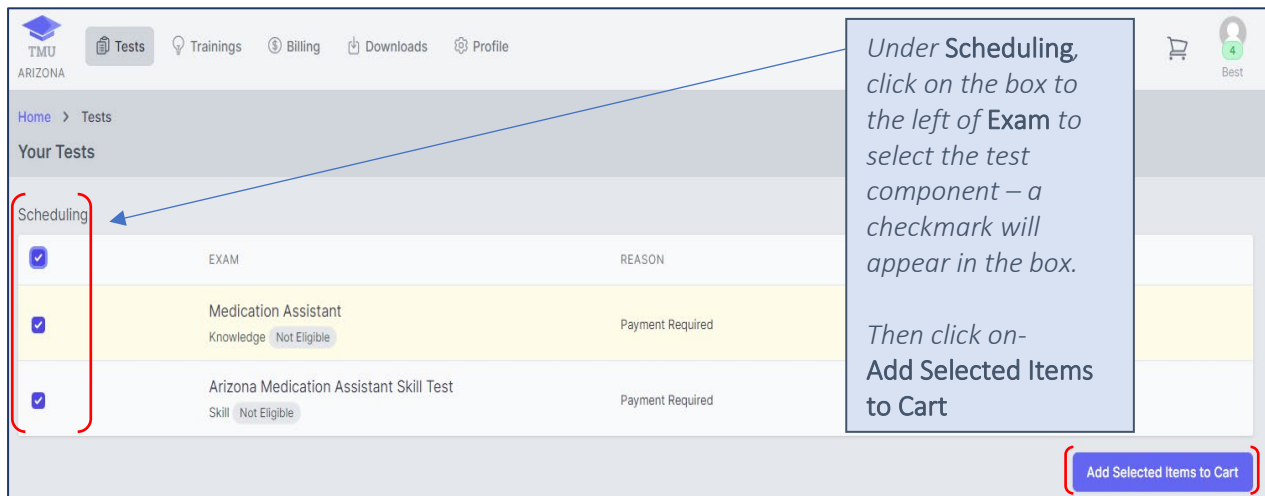 TMU
ARIZONA
Tests
Trainings
Billing
Downloads
Profile
4
Best
Home > Tests
Your Tests
Scheduling
EXAM
REASON
Medication Assistant
Knowledge Not Eligible
Payment Required
Arizona Medication Assistant Skill Test
Skill Not Eligible
Payment Required
Under Scheduling,
click on the box to
the left of Exam to
select the test
component – a
checkmark will
appear in the box.
Then click on-
Add Selected Items
to Cart
Add Selected Items to Cart